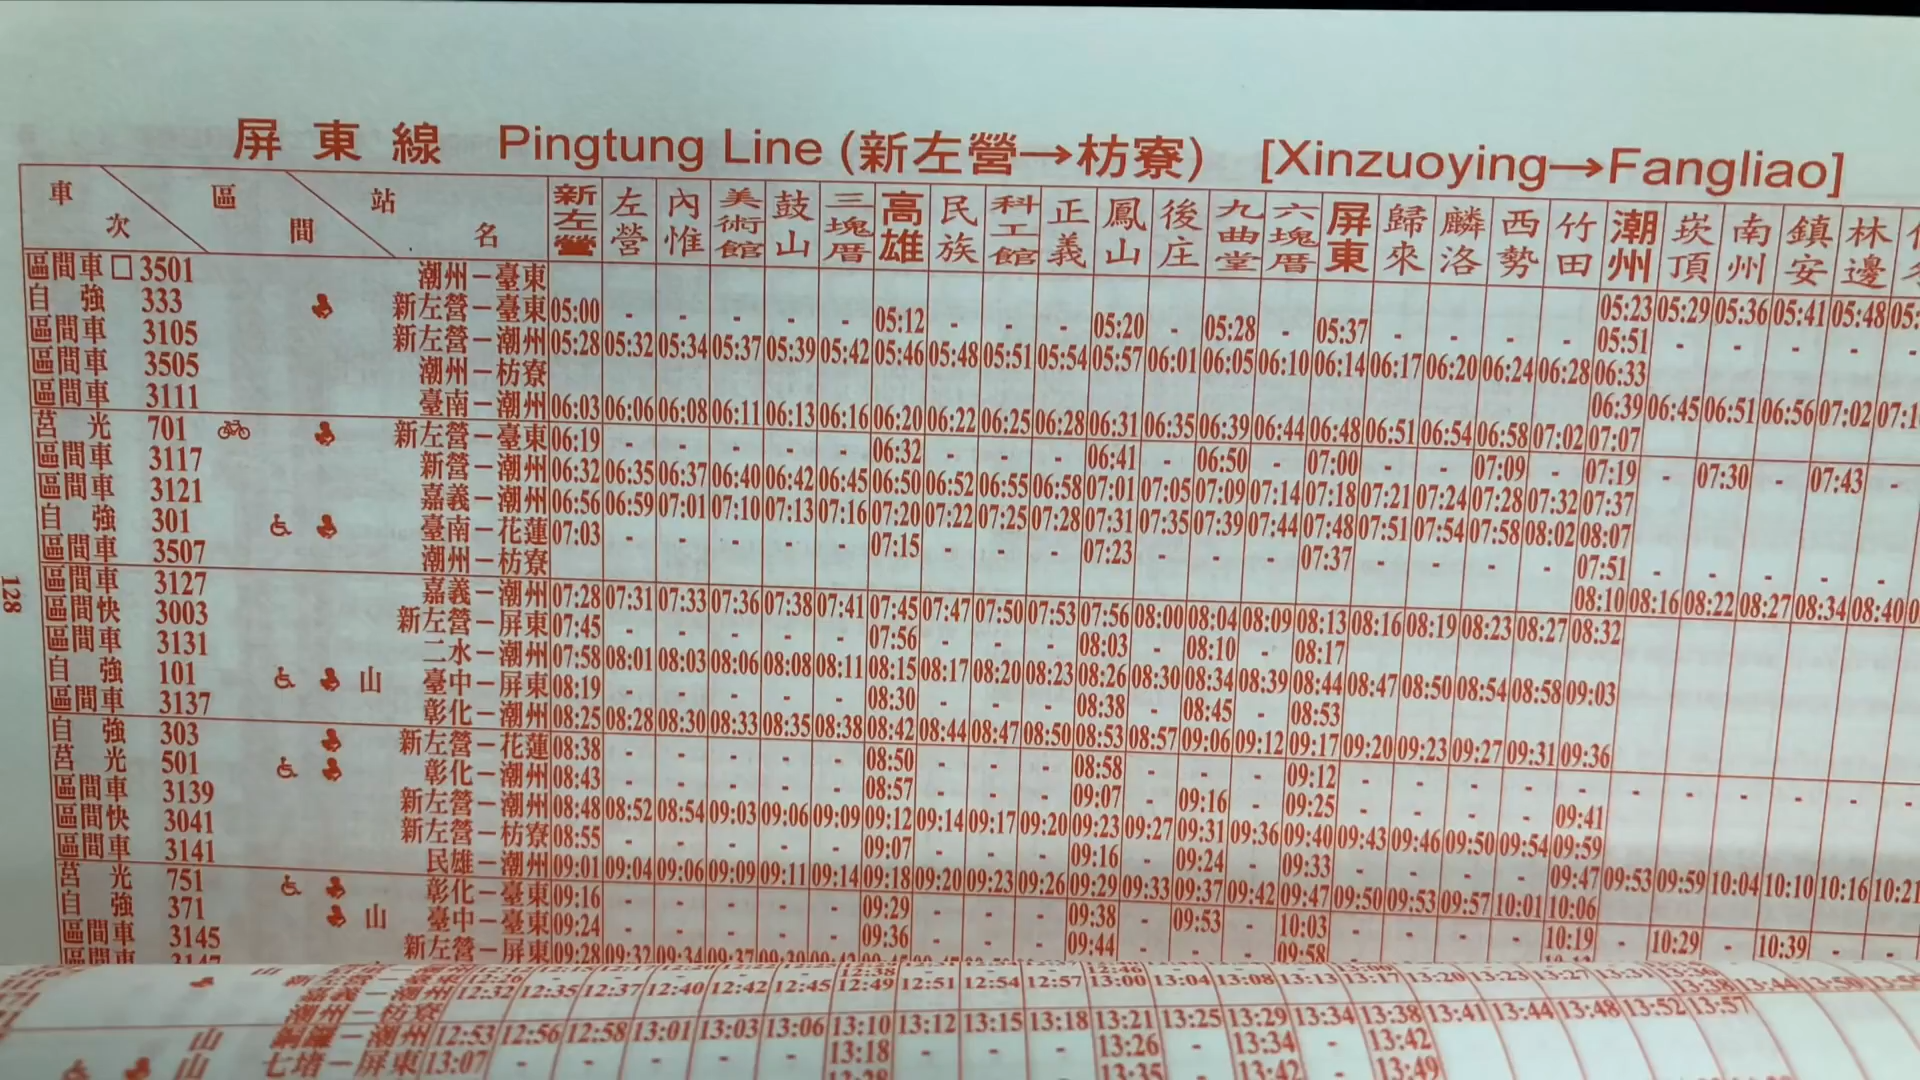 屏東線 Pingtung Line (新左營→枋寮) [Xinzuoying→Fangliao]
車次 區間 站名 新左營 左營 內惟 美術館 鼓山 三塊厝 高雄 民族 科工館 正義 鳳山 後庄 九曲堂 六塊厝 屏東 歸來 麟洛 西勢 竹田 潮州 崁頂 南州 鎮安 林邊
區間車 □ 3501 潮州－臺東 05:23 05:29 05:36 05:41 05:48
自強 333 新左營－臺東 05:00 - - - - - 05:12 - - - 05:20 - 05:28 - 05:37 - - - - 05:51 - - - -
區間車 3105 新左營－潮州 05:28 05:32 05:34 05:37 05:39 05:42 05:46 05:48 05:51 05:54 05:57 06:01 06:05 06:10 06:14 06:17 06:20 06:24 06:28 06:33
區間車 3505 潮州－枋寮 06:39 06:45 06:51 06:56 07:02
區間車 3111 臺南－潮州 06:03 06:06 06:08 06:11 06:13 06:16 06:20 06:22 06:25 06:28 06:31 06:35 06:39 06:44 06:48 06:51 06:54 06:58 07:02 07:07
莒光 701 新左營－臺東 06:19 - - - - - 06:32 - - - 06:41 - 06:50 - 07:00 - - 07:09 - 07:19 - 07:30 - 07:43 -
區間車 3117 新營－潮州 06:32 06:35 06:37 06:40 06:42 06:45 06:50 06:52 06:55 06:58 07:01 07:05 07:09 07:14 07:18 07:21 07:24 07:28 07:32 07:37
區間車 3121 嘉義－潮州 06:56 06:59 07:01 07:10 07:13 07:16 07:20 07:22 07:25 07:28 07:31 07:35 07:39 07:44 07:48 07:51 07:54 07:58 08:02 08:07
自強 301 臺南－花蓮 07:03 - - - - - 07:15 - - - 07:23 - - - 07:37 - - - - 07:51 - - - - -
區間車 3507 潮州－枋寮 08:10 08:16 08:22 08:27 08:34 08:40
區間車 3127 嘉義－潮州 07:28 07:31 07:33 07:36 07:38 07:41 07:45 07:47 07:50 07:53 07:56 08:00 08:04 08:09 08:13 08:16 08:19 08:23 08:27 08:32
區間快 3003 新左營－屏東 07:45 - - - - - 07:56 - - - 08:03 - 08:10 - 08:17
區間車 3131 二水－潮州 07:58 08:01 08:03 08:06 08:08 08:11 08:15 08:17 08:20 08:23 08:26 08:30 08:34 08:39 08:44 08:47 08:50 08:54 08:58 09:03
自強 101 山 臺中－屏東 08:19 - - - - - 08:30 - - - 08:38 - 08:45 - 08:53
區間車 3137 彰化－潮州 08:25 08:28 08:30 08:33 08:35 08:38 08:42 08:44 08:47 08:50 08:53 08:57 09:06 09:12 09:17 09:20 09:23 09:27 09:31 09:36
自強 303 新左營－花蓮 08:38 - - - - - 08:50 - - - 08:58 - - - 09:12 - - - - - - - - -
莒光 501 彰化－潮州 08:43 - - - - - 08:57 - - - 09:07 - 09:16 - 09:25 - - - - 09:41
區間車 3139 新左營－潮州 08:48 08:52 08:54 09:03 09:06 09:09 09:12 09:14 09:17 09:20 09:23 09:27 09:31 09:36 09:40 09:43 09:46 09:50 09:54 09:59
區間快 3041 新左營－枋寮 08:55 - - - - - 09:07 - - - 09:16 - 09:24 - 09:33 - - - - 09:47 09:53 09:59 10:04 10:10 10:16 10:21
區間車 3141 民雄－潮州 09:01 09:04 09:06 09:09 09:11 09:14 09:18 09:20 09:23 09:26 09:29 09:33 09:37 09:42 09:47 09:50 09:53 09:57 10:01 10:06
莒光 751 彰化－臺東 09:16 - - - - - 09:29 - - - 09:38 - 09:53 - 10:03 - - - - 10:19 - 10:29 - 10:39 - -
自強 371 山 臺中－臺東 09:24 - - - - - 09:36 - - - 09:44 - - - 09:58
區間車 3145 新左營－屏東 09:28 09:32 09:34 09:37
128
12:38 12:46
嘉義－潮州 12:32 12:35 12:37 12:40 12:42 12:45 12:49 12:51 12:54 12:57 13:00 13:04 13:08 13:13 13:17 13:20 13:23 13:27 13:31 13:36
潮州－枋寮 13:38 13:44 13:50
山 潮州 12:53 12:56 12:58 13:01 13:03 13:06 13:10 13:12 13:15 13:18 13:21 13:25 13:29 13:34 13:38 13:41 13:44 13:48 13:52 13:57
山 七堵－屏東 13:07 - - - - - 13:18 - - - 13:26 - 13:34 - 13:42
13:35 13:42 13:49